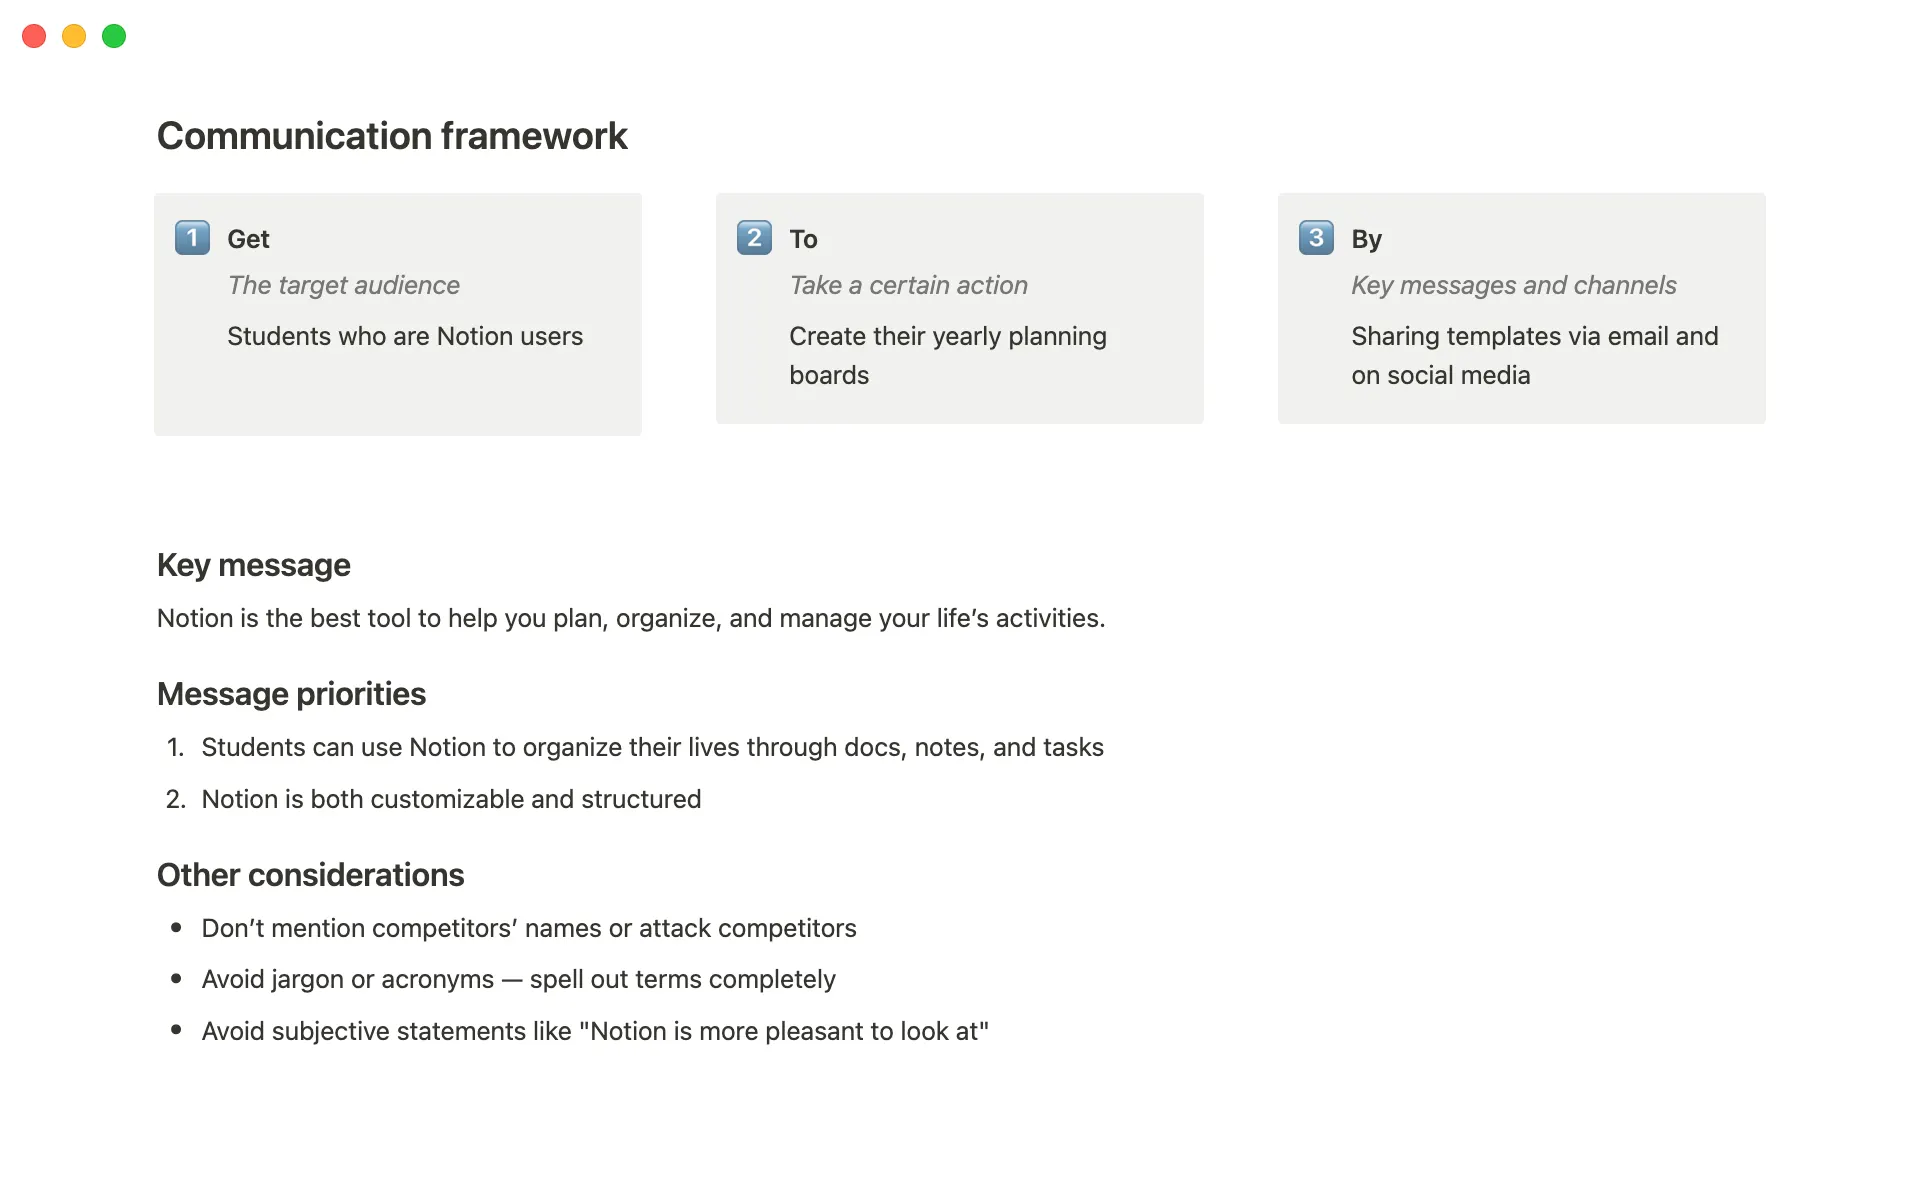 Communication framework
1 Get
The target audience
Students who are Notion users
2 To
Take a certain action
Create their yearly planning
boards
3 By
Key messages and channels
Sharing templates via email and
on social media
Key message
Notion is the best tool to help you plan, organize, and manage your life’s activities.
Message priorities
1. Students can use Notion to organize their lives through docs, notes, and tasks
2. Notion is both customizable and structured
Other considerations
• Don’t mention competitors’ names or attack competitors
• Avoid jargon or acronyms — spell out terms completely
• Avoid subjective statements like "Notion is more pleasant to look at"